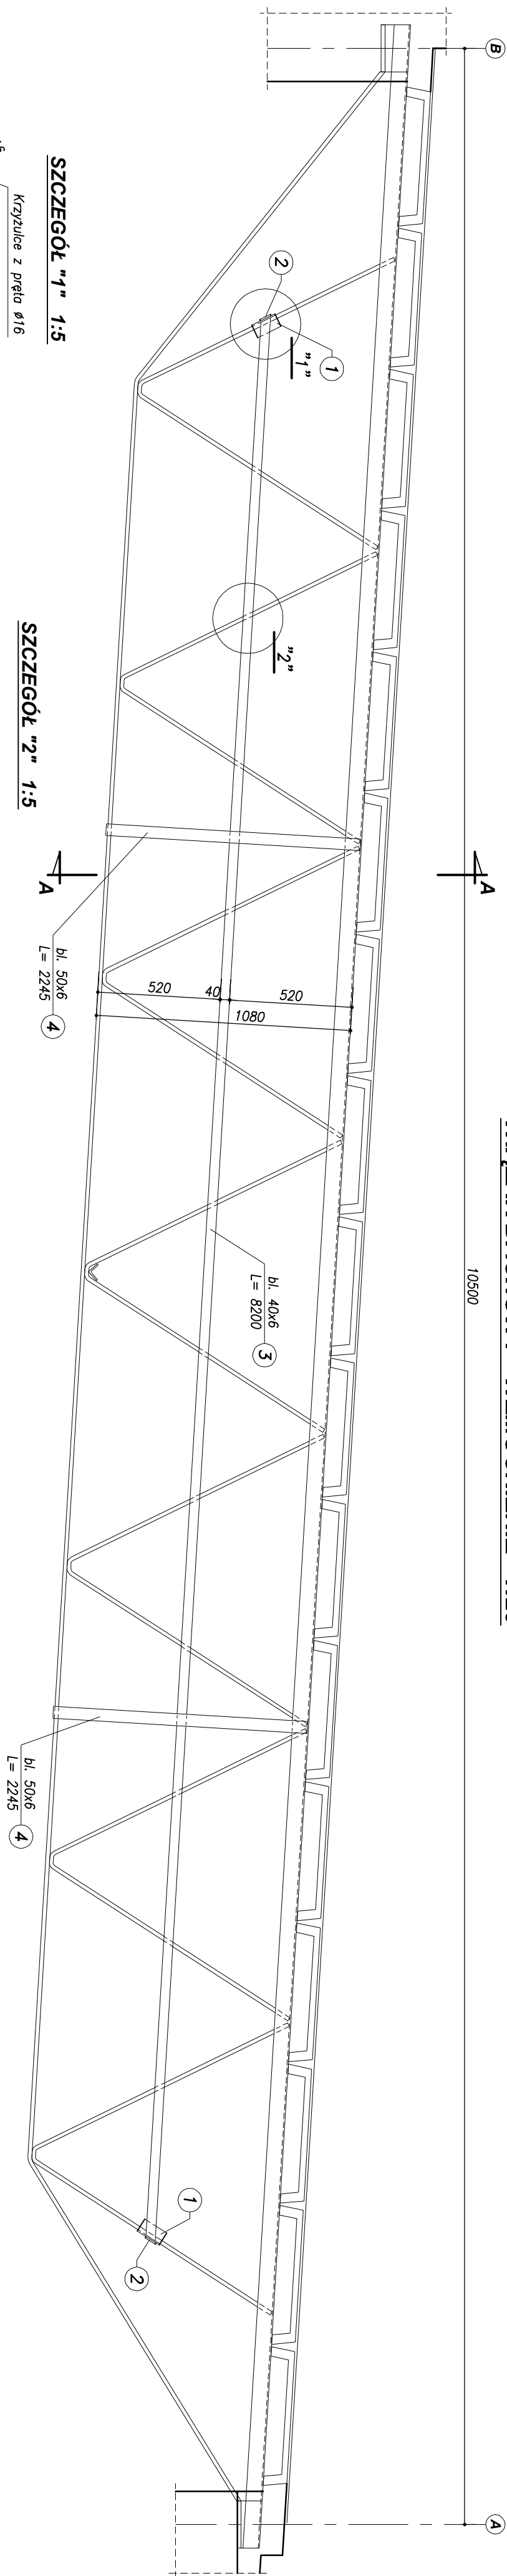 B
10500
A
2
1
"1"
"2"
A
A
bl. 50x6
L= 2245
4
520
40
520
1080
bl. 40x6
L= 8200
3
bl. 50x6
L= 2245
4
1
2
SZCZEGÓŁ "1" 1:5
Krzyżulce z pręta ø16
SZCZEGÓŁ "2" 1:5